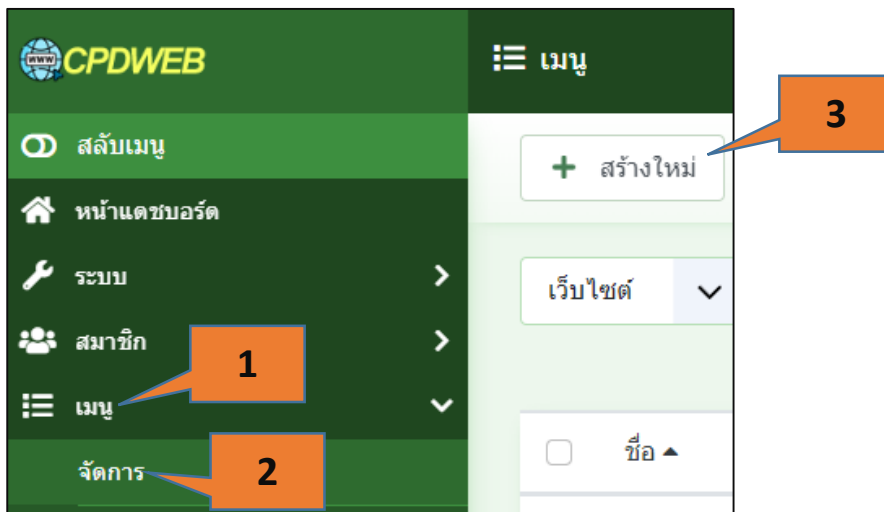 WWW CPDWEB
สลับเมนู
หน้าแดชบอร์ด
ระบบ
สมาชิก
เมนู
จัดการ
เมนู
+ สร้างใหม่
เว็บไซต์
ชื่อ
1
2
3